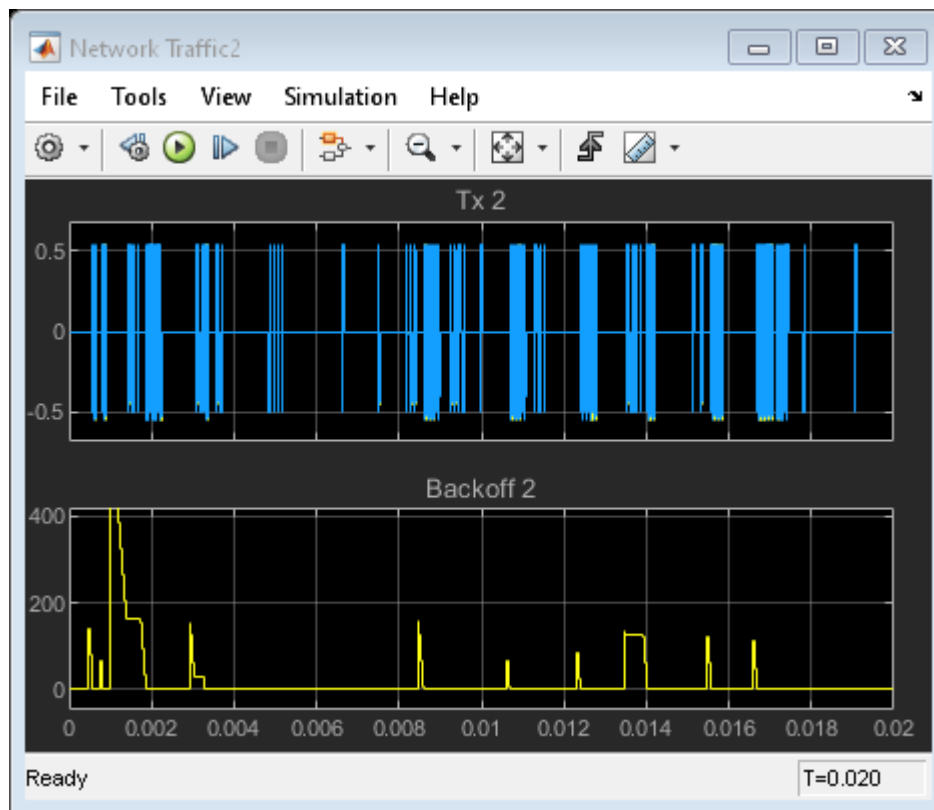 Network Traffic2
File Tools View Simulation Help
Tx 2
0.5
0
-0.5
Backoff 2
400
200
0
0 0.002 0.004 0.006 0.008 0.01 0.012 0.014 0.016 0.018 0.02
Ready T=0.020